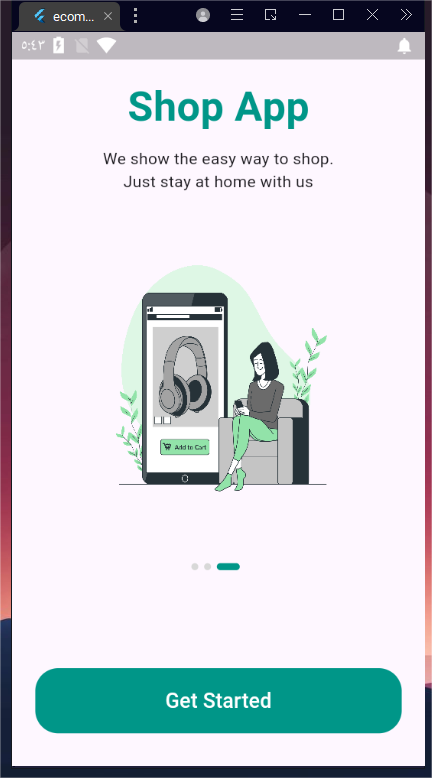 ecom...
٥:٤٣
Shop App
We show the easy way to shop.
Just stay at home with us
Add to Cart
Get Started